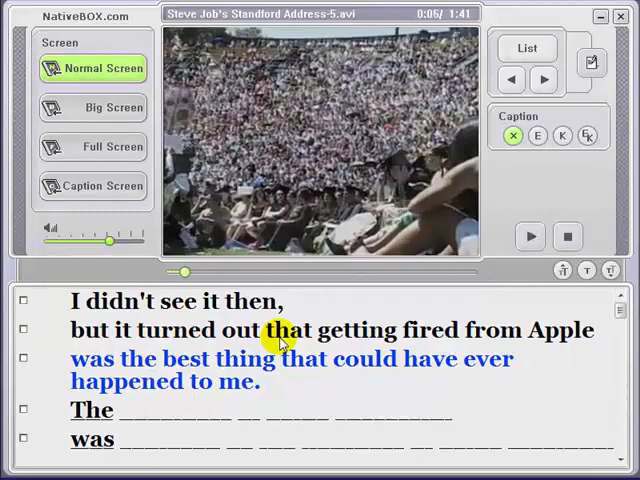 NativeBOX.com
Steve Job's Standford Address-5.avi
0:05/ 1:41
Screen
Normal Screen
Big Screen
Full Screen
Caption Screen
List
Caption
X
E
K
EK
T
T
T
I didn't see it then,
but it turned out that getting fired from Apple
was the best thing that could have ever
happened to me.
The
was